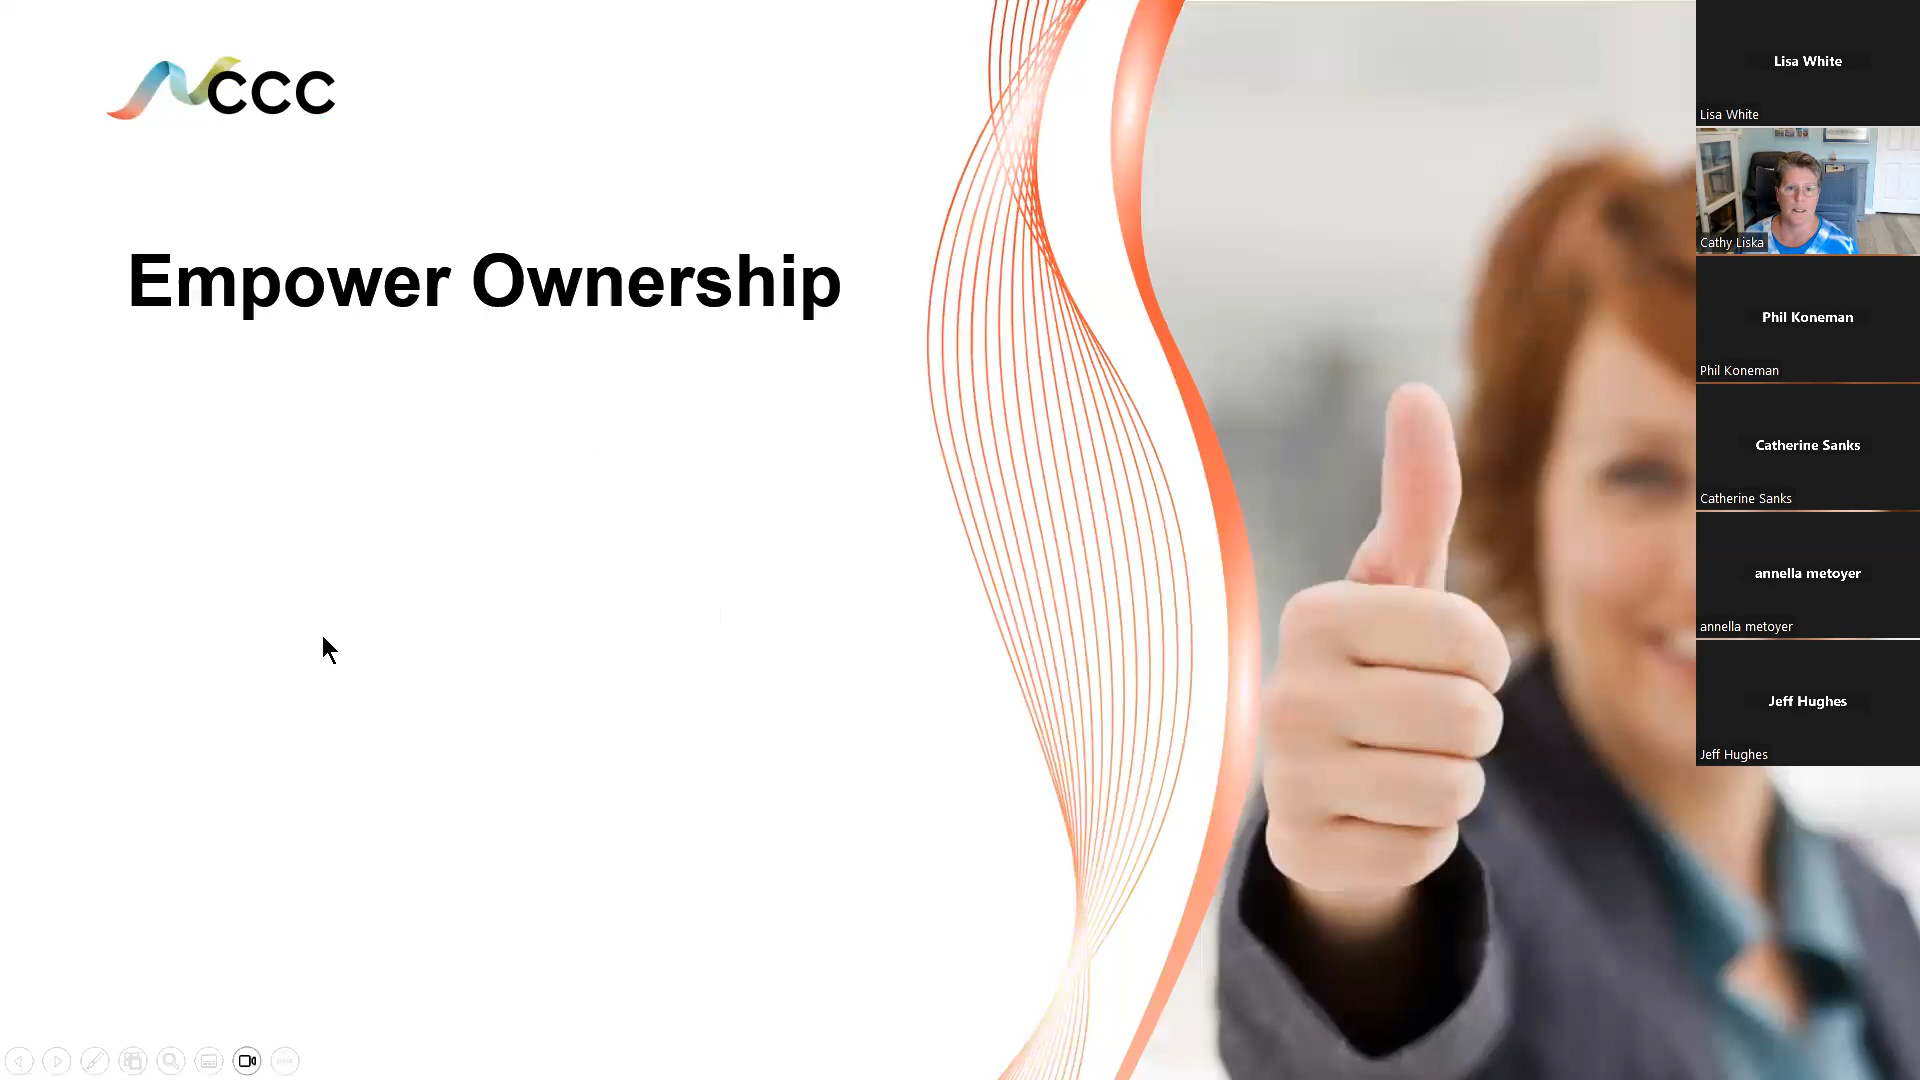 NCCC
Empower Ownership
Lisa White
Lisa White
Cathy Liska
Phil Koneman
Phil Koneman
Catherine Sanks
Catherine Sanks
annella metoyer
annella metoyer
Jeff Hughes
Jeff Hughes